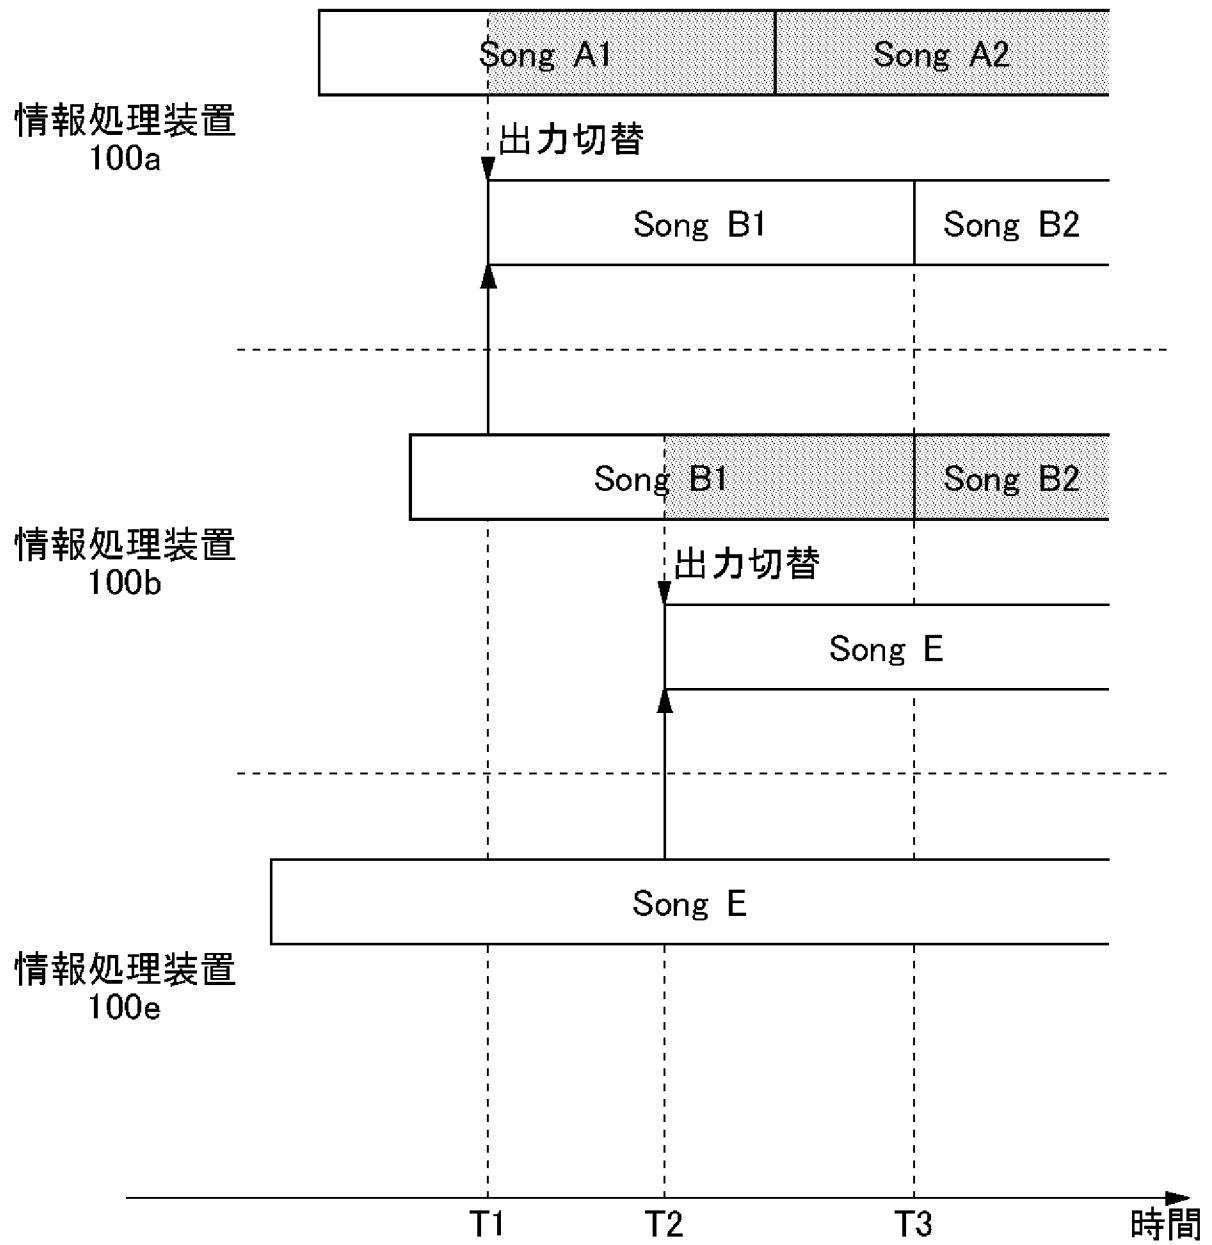 Song A1
Song A2
情報処理装置
100a
出力切替
Song B1
Song B2
Song B1
Song B2
情報処理装置
100b
出力切替
Song E
Song E
情報処理装置
100e
T1
T2
T3
時間